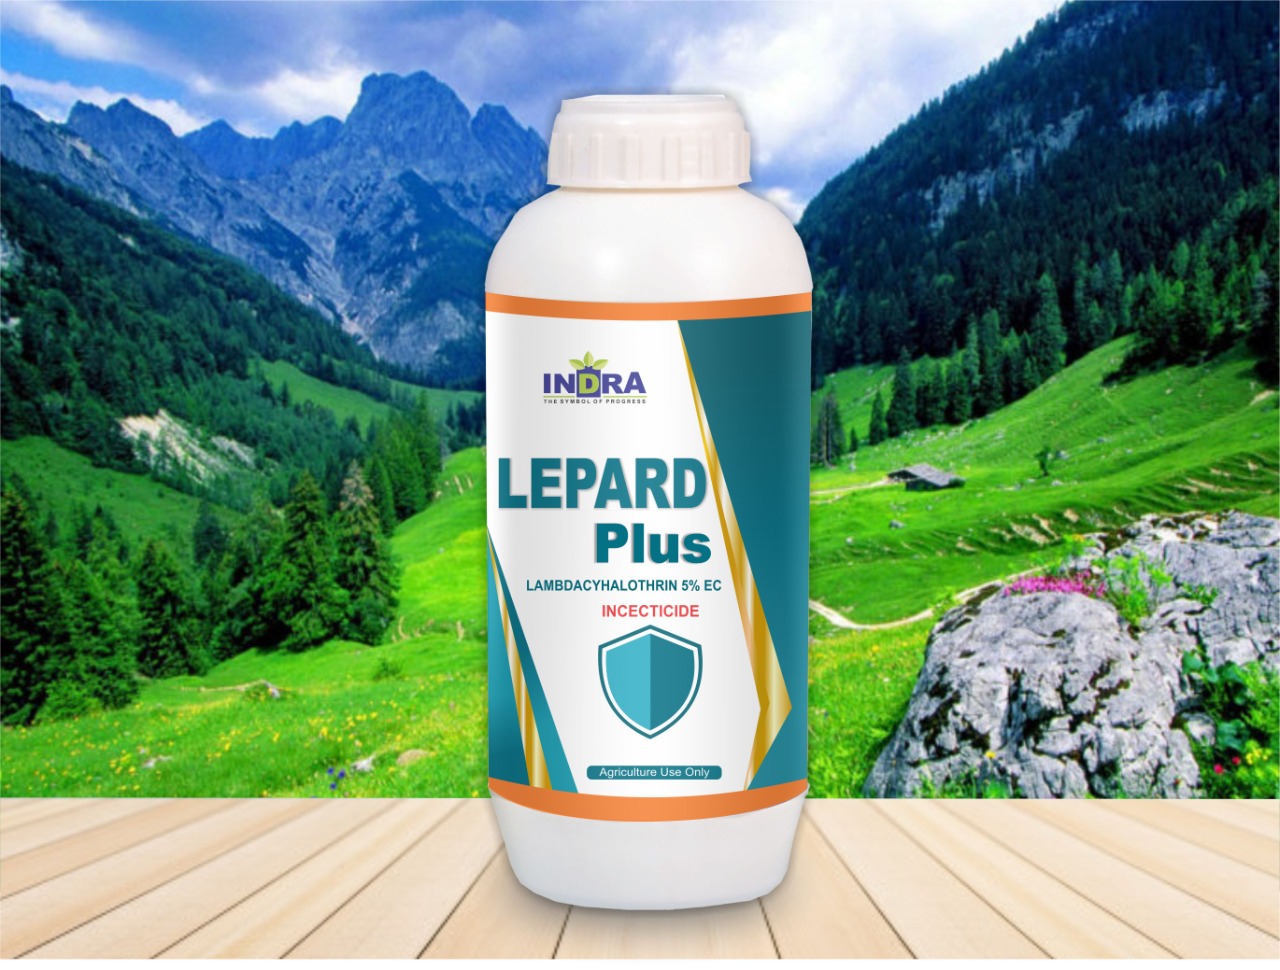 INDRA
THE SYMBOL OF PROGRESS
LEPARD
Plus
LAMBDACYHALOTHRIN 5% EC
INCECTICIDE
Agriculture Use Only